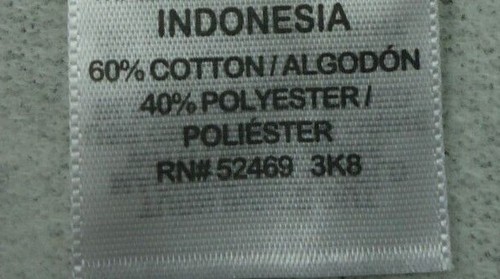 INDONESIA
60% COTTON / ALGODÓN
40% POLYESTER /
POLIÉSTER
RN# 52469 3K8